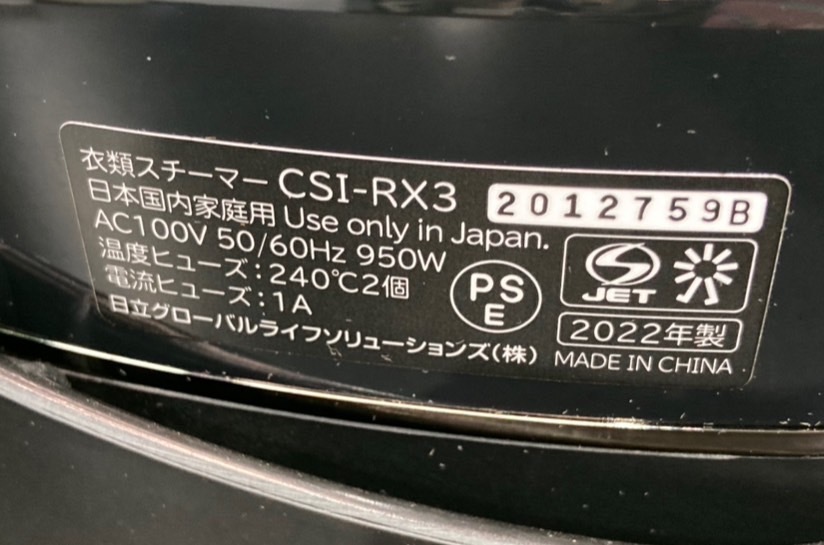 衣類スチーマー CSI-RX3 2012759B
日本国内家庭用 Use only in Japan.
AC100V 50/60Hz 950W
温度ヒューズ:240℃2個
電流ヒューズ:1A
日立グローバルライフソリューションズ(株)
PS
E
JET
2022年製
MADE IN CHINA